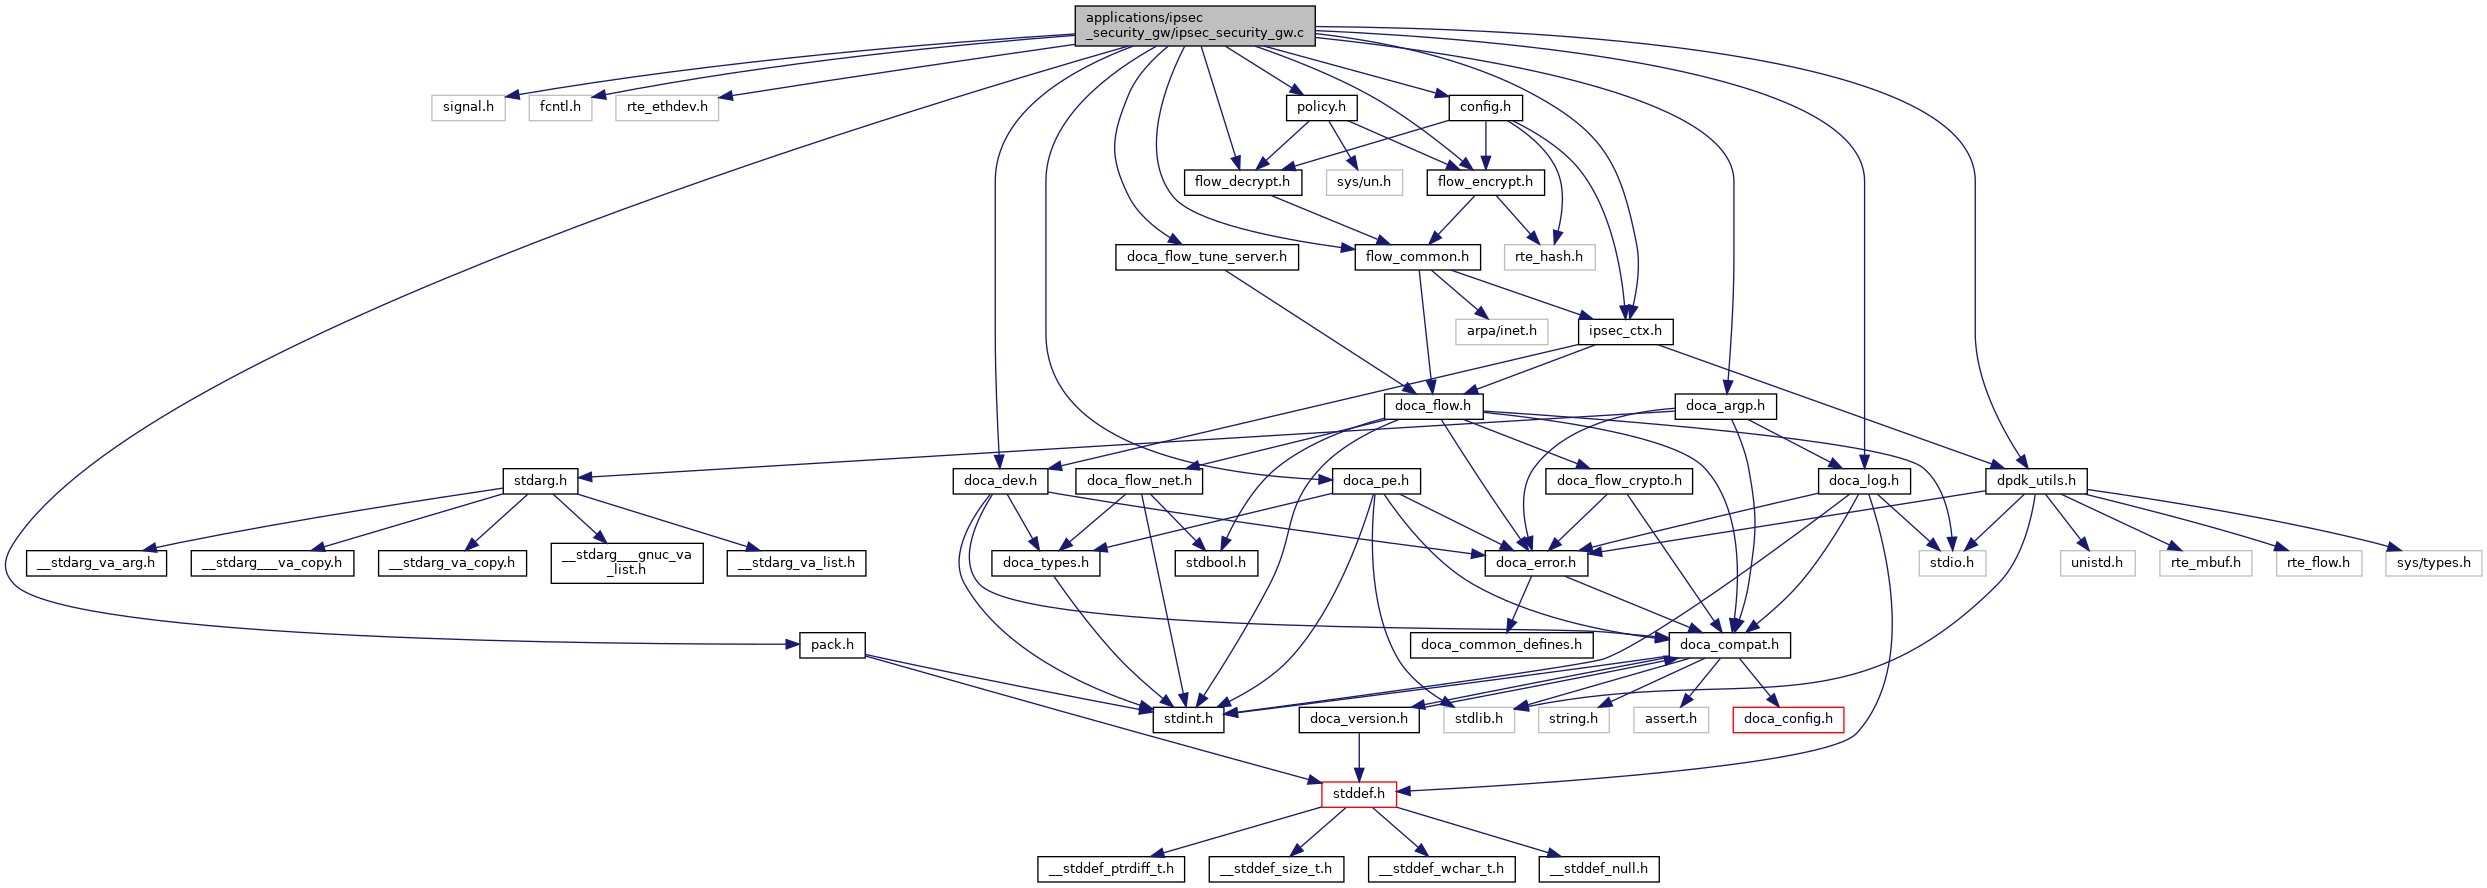 applications/ipsec
_security_gw/ipsec_security_gw.c
signal.h
fcntl.h
rte_ethdev.h
policy.h
config.h
flow_decrypt.h
sys/un.h
flow_encrypt.h
doca_flow_tune_server.h
flow_common.h
rte_hash.h
arpa/inet.h
ipsec_ctx.h
doca_flow.h
doca_argp.h
stdarg.h
doca_dev.h
doca_flow_net.h
doca_pe.h
doca_flow_crypto.h
doca_log.h
dpdk_utils.h
__stdarg_va_arg.h
__stdarg___va_copy.h
__stdarg_va_copy.h
__stdarg___gnuc_va
_list.h
__stdarg_va_list.h
doca_types.h
stdbool.h
doca_error.h
stdio.h
unistd.h
rte_mbuf.h
rte_flow.h
sys/types.h
pack.h
doca_common_defines.h
doca_compat.h
stdint.h
doca_version.h
stdlib.h
string.h
assert.h
doca_config.h
stddef.h
__stddef_ptrdiff_t.h
__stddef_size_t.h
__stddef_wchar_t.h
__stddef_null.h